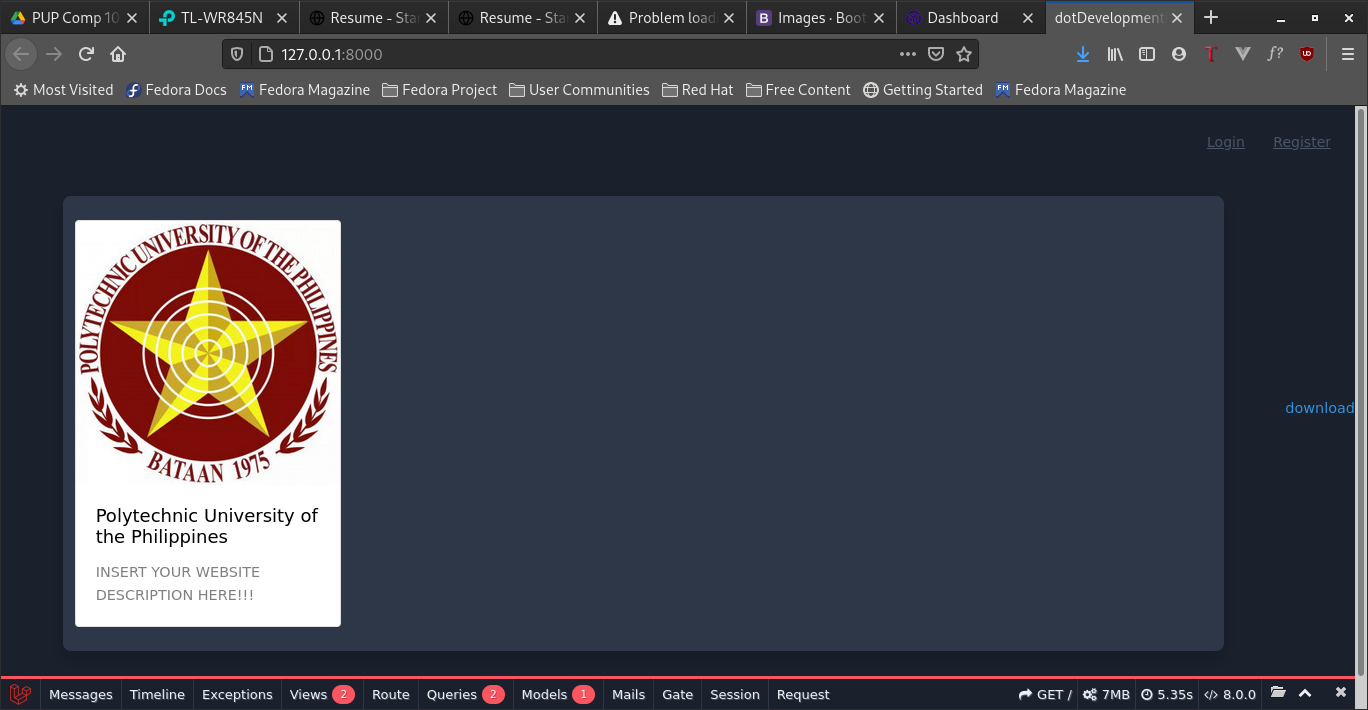 PUP Comp 10
TL-WR845N
Resume - Sta
Resume - Sta
Problem load
Images · Boot
Dashboard
dotDevelopment
127.0.0.1:8000
Most Visited
Fedora Docs
Fedora Magazine
Fedora Project
User Communities
Red Hat
Free Content
Getting Started
Fedora Magazine
Login
Register
POLYTECHNIC UNIVERSITY OF THE PHILIPPINES
BATAAN 1975
download
Polytechnic University of
the Philippines
INSERT YOUR WEBSITE
DESCRIPTION HERE!!!
Messages
Timeline
Exceptions
Views 2
Route
Queries 2
Models 1
Mails
Gate
Session
Request
GET /
7MB
5.35s
8.0.0